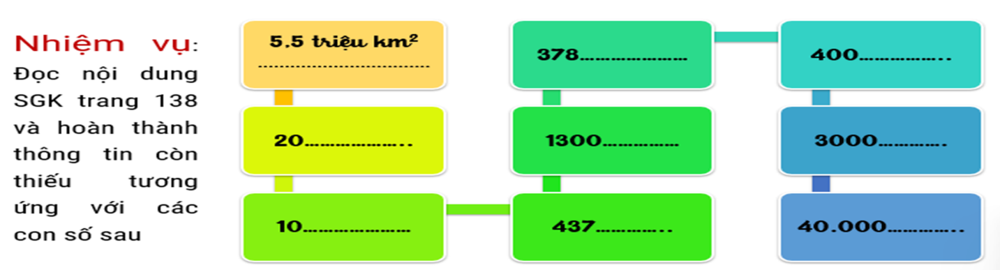 Nhiệm vụ:
Đọc nội dung
SGK trang 138
và hoàn thành
thông tin còn
thiếu tương
ứng với các
con số sau
5,5 triệu km²
................................
20………………..
10…………………
437…………..
1300……………
378…………………
400……………..
3000………….
40.000…………..